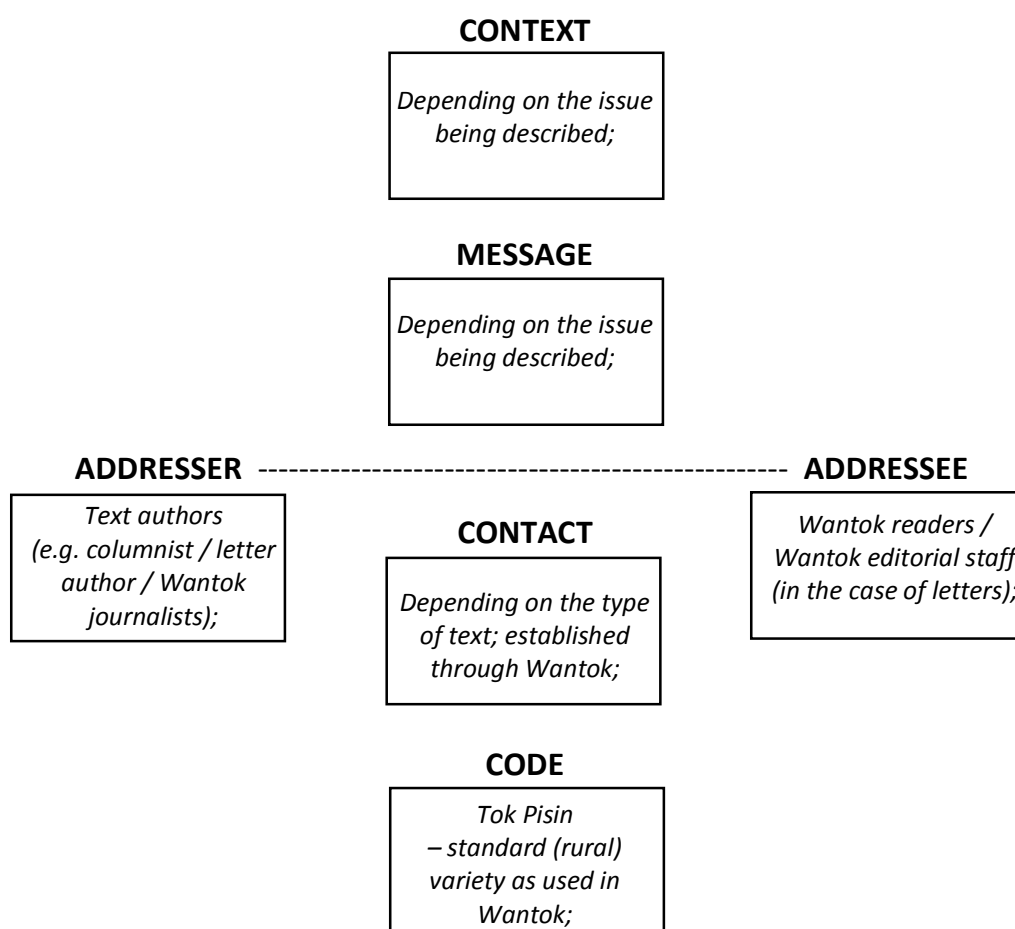 CONTEXT
Depending on the issue
being described;
MESSAGE
Depending on the issue
being described;
ADDRESSER --------------------------------------------------- ADDRESSEE
Text authors
(e.g. columnist / letter
author / Wantok
journalists);
Wantok readers /
Wantok editorial staff
(in the case of letters);
CONTACT
Depending on the type
of text; established
through Wantok;
CODE
Tok Pisin
– standard (rural)
variety as used in
Wantok;